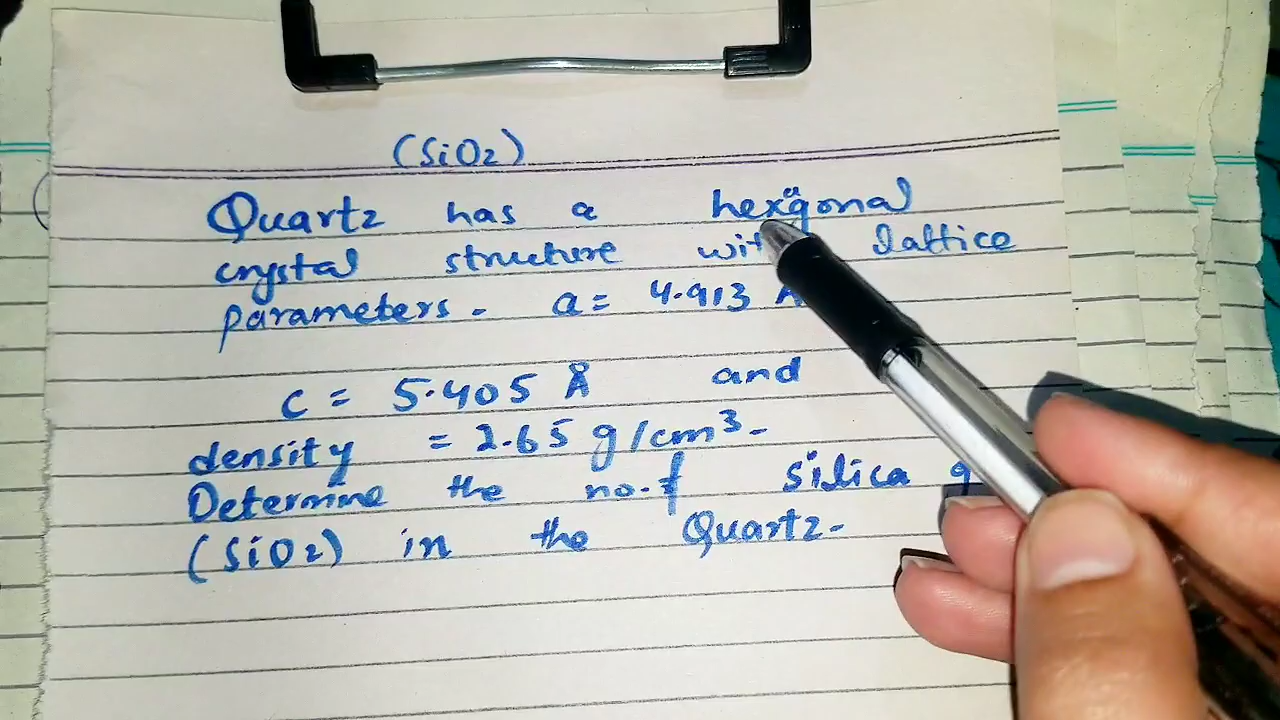 (SiO2)
Quartz has a hexagonal
crystal structure lattice
parameters. a = 4.913
c = 5.405 Å and
density = 2.65 g/cm³.
Determine the no. of silica
(SiO2) in the Quartz.